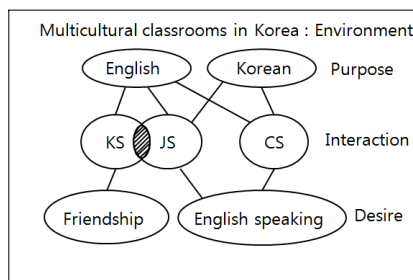 Multicultural classrooms in Korea : Environment
English Korean Purpose
KS JS CS Interaction
Friendship English speaking Desire